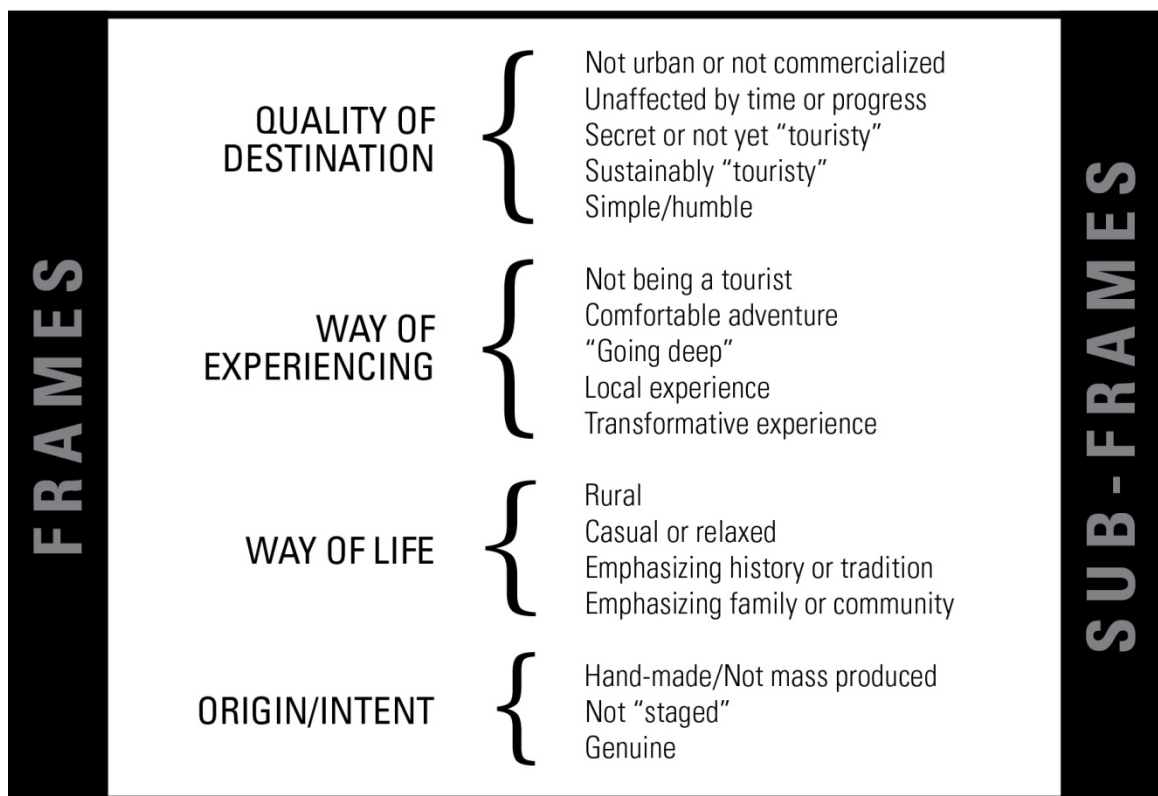 FRAMES
QUALITY OF
DESTINATION
Not urban or not commercialized
Unaffected by time or progress
Secret or not yet “touristy”
Sustainably “touristy”
Simple/humble
WAY OF
EXPERIENCING
Not being a tourist
Comfortable adventure
“Going deep”
Local experience
Transformative experience
WAY OF LIFE
Rural
Casual or relaxed
Emphasizing history or tradition
Emphasizing family or community
ORIGIN/INTENT
Hand-made/Not mass produced
Not “staged”
Genuine
SUB-FRAMES